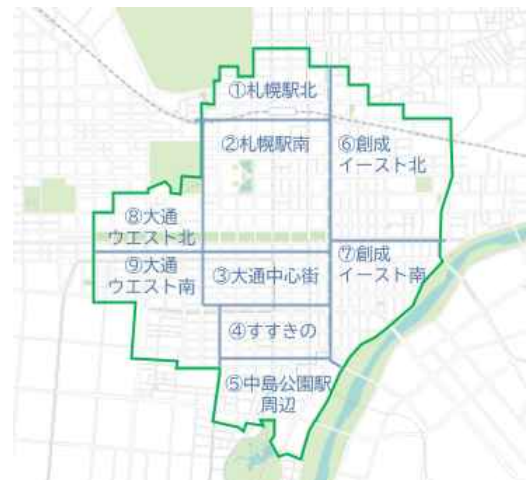 ①札幌駅北
②札幌駅南
⑥創成
イースト北
⑧大通
ウエスト北
⑦創成
イースト南
⑨大通
ウエスト南
③大通中心街
④すすきの
⑤中島公園駅
周辺